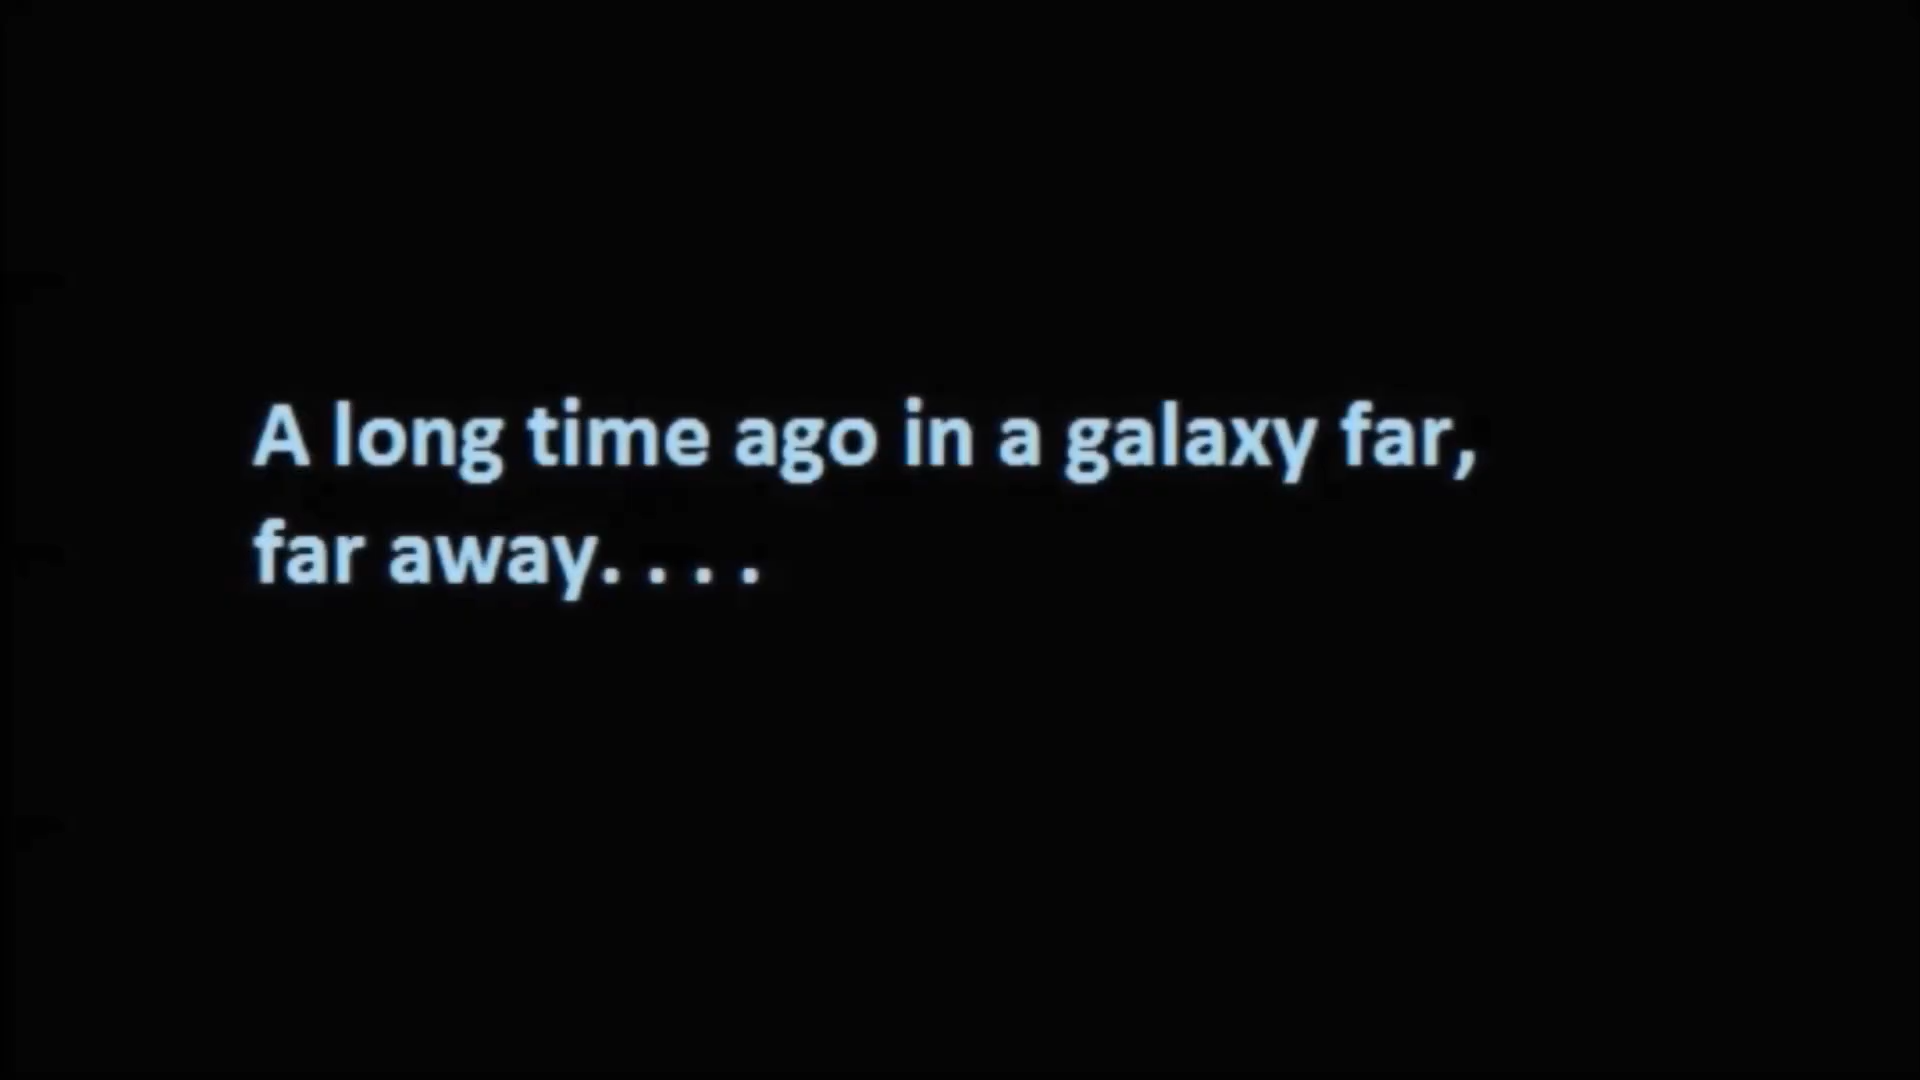 A long time ago in a galaxy far,
far away. . . .